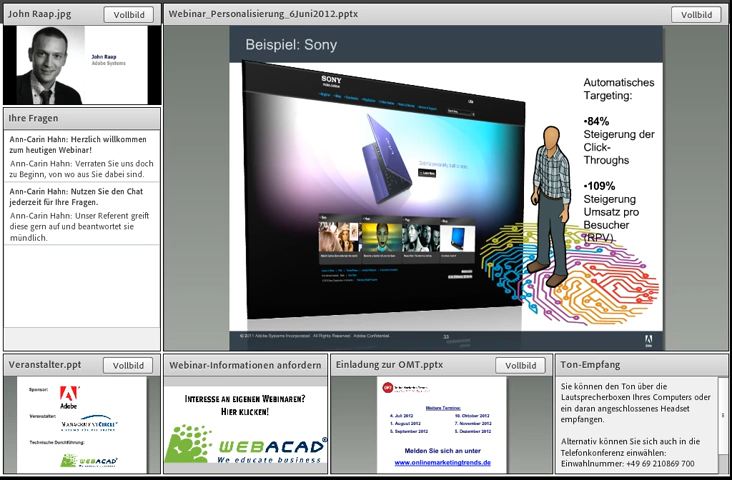 John Raap.jpg
Vollbild
Webinar_Personalisierung_6Juni2012.pptx
Vollbild
John Raap
Adobe Systems
Ihre Fragen
Ann-Carin Hahn: Herzlich willkommen
zum heutigen Webinar!
Ann-Carin Hahn: Verraten Sie uns doch
zu Beginn, von wo aus Sie dabei sind.
Ann-Carin Hahn: Nutzen Sie den Chat
jederzeit für Ihre Fragen.
Ann-Carin Hahn: Unser Referent greift
diese gern auf und beantwortet sie
mündlich.
Beispiel: Sony
SONY
Automatisches
Targeting:
•84%
Steigerung der
Click-
Throughs
•109%
Steigerung
Umsatz pro
Besucher
(RPV)
© 2011 Adobe Systems Incorporated. All Rights Reserved. Adobe Confidential.
33
Adobe
Veranstalter.ppt
Vollbild
Sponsor:
Adobe
Veranstalter:
MANAGEMENT CIRCLE®
Technische Durchführung:
WEBACAD
Webinar-Informationen anfordern
INTERESSE AN EIGENEN WEBINAREN?
HIER KLICKEN!
WEBACAD®
We educate business
Einladung zur OMT.pptx
Vollbild
OMT
Weitere Termine:
4. Juli 2012
10. Oktober 2012
1. August 2012
7. November 2012
5. September 2012
5. Dezember 2012
Melden Sie sich an unter
www.onlinemarketingtrends.de
Ton-Empfang
Sie können den Ton über die
Lautsprecherboxen Ihres Computers oder
ein daran angeschlossenes Headset
empfangen.
Alternativ können Sie sich auch in die
Telefonkonferenz einwählen:
Einwahlnummer: +49 69 210869 700